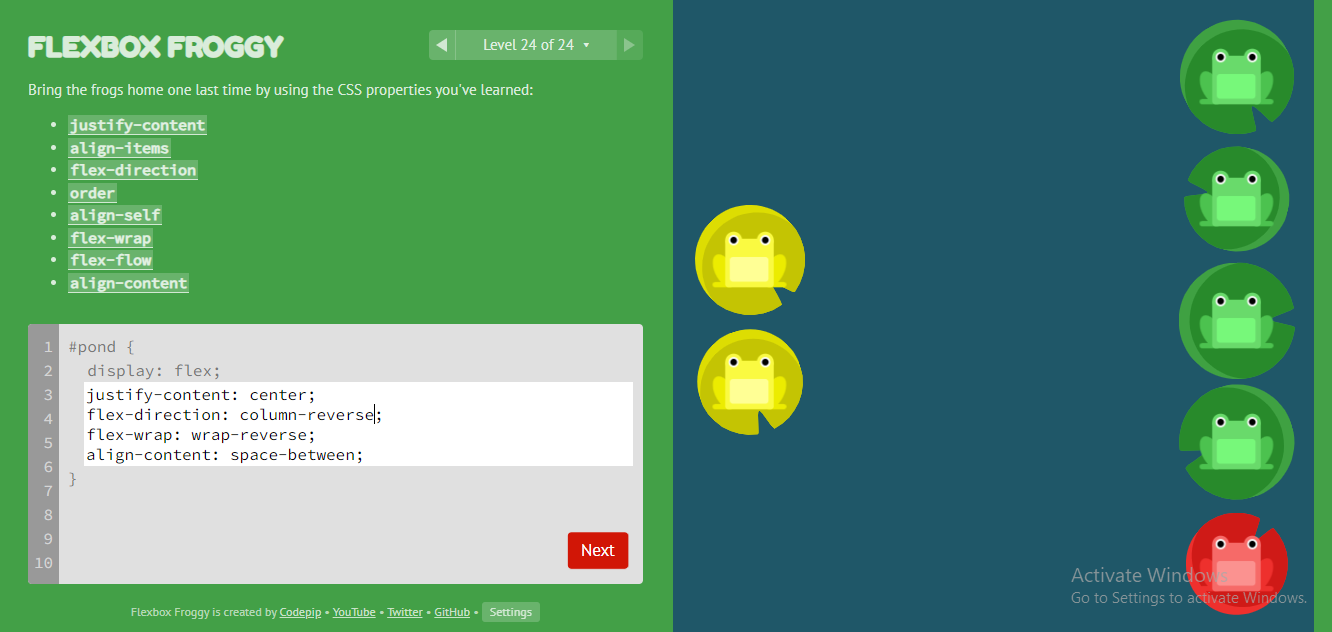 FLEXBOX FROGGY
Level 24 of 24
Bring the frogs home one last time by using the CSS properties you've learned:
justify-content
align-items
flex-direction
order
align-self
flex-wrap
flex-flow
align-content
1 #pond {
2 display: flex;
3 justify-content: center;
4 flex-direction: column-reverse;
5 flex-wrap: wrap-reverse;
6 align-content: space-between;
7 }
8
9
10
Next
Flexbox Froggy is created by Codepip • YouTube • Twitter • GitHub • Settings
Activate Windows
Go to Settings to activate Windows.